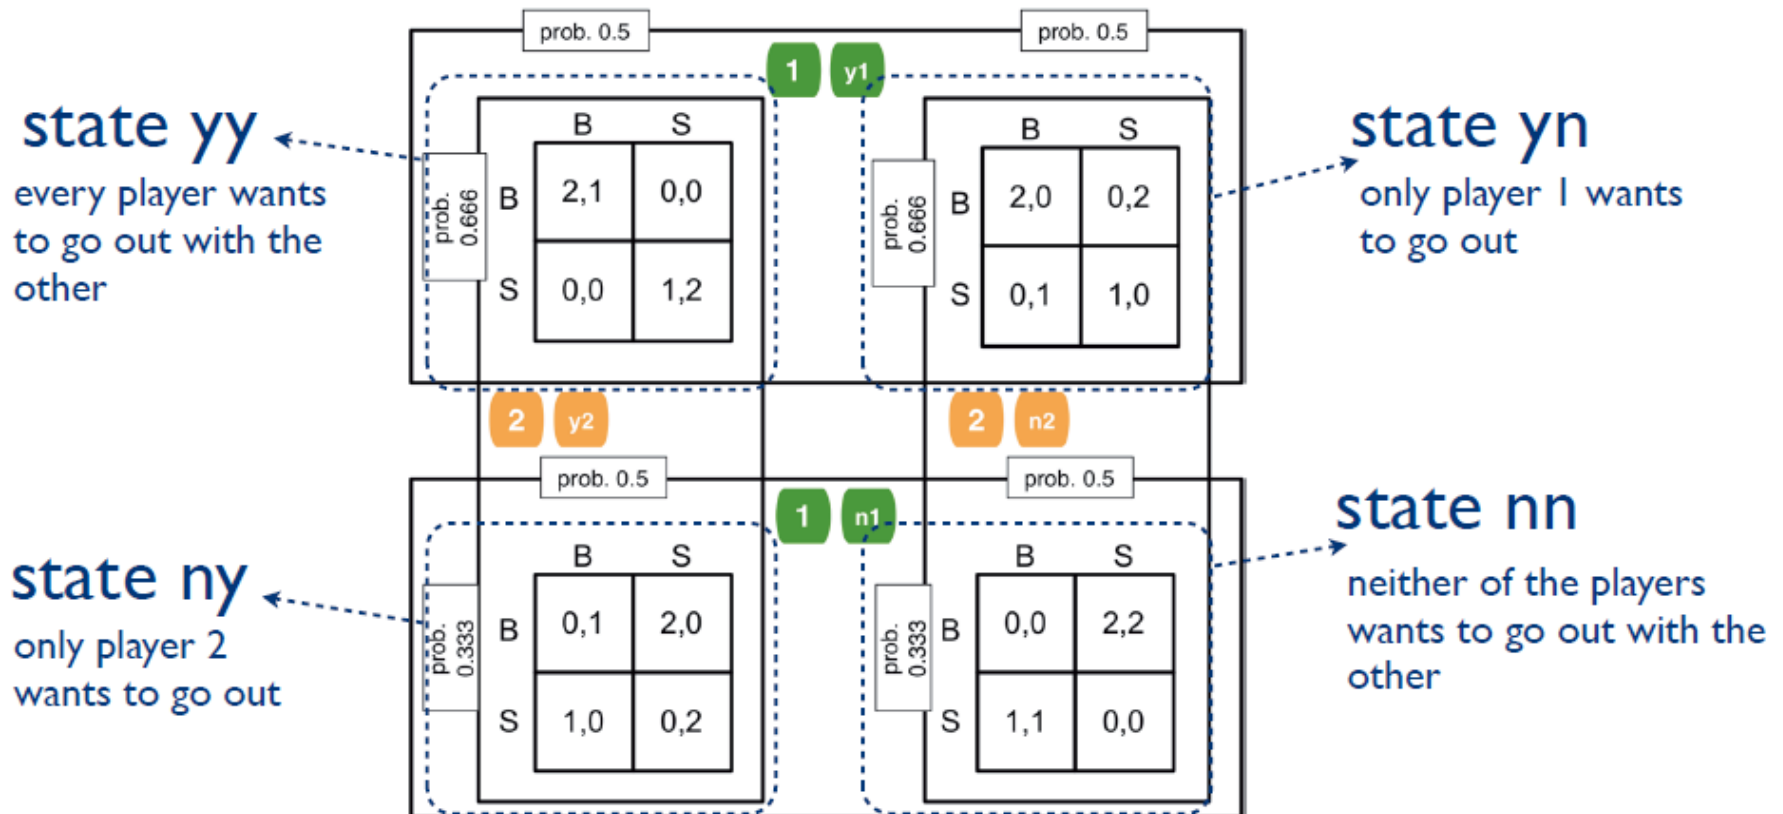 prob. 0.5
prob. 0.5
1 y1
state yy
every player wants
to go out with the
other
prob.
0.666
B S
B 2,1 0,0
S 0,0 1,2
prob.
0.666
B S
B 2,0 0,2
S 0,1 1,0
state yn
only player 1 wants
to go out
2 y2
2 n2
prob. 0.5
prob. 0.5
1 n1
state ny
only player 2
wants to go out
prob.
0.333
B S
B 0,1 2,0
S 1,0 0,2
prob.
0.333
B S
B 0,0 2,2
S 1,1 0,0
state nn
neither of the players
wants to go out with the
other